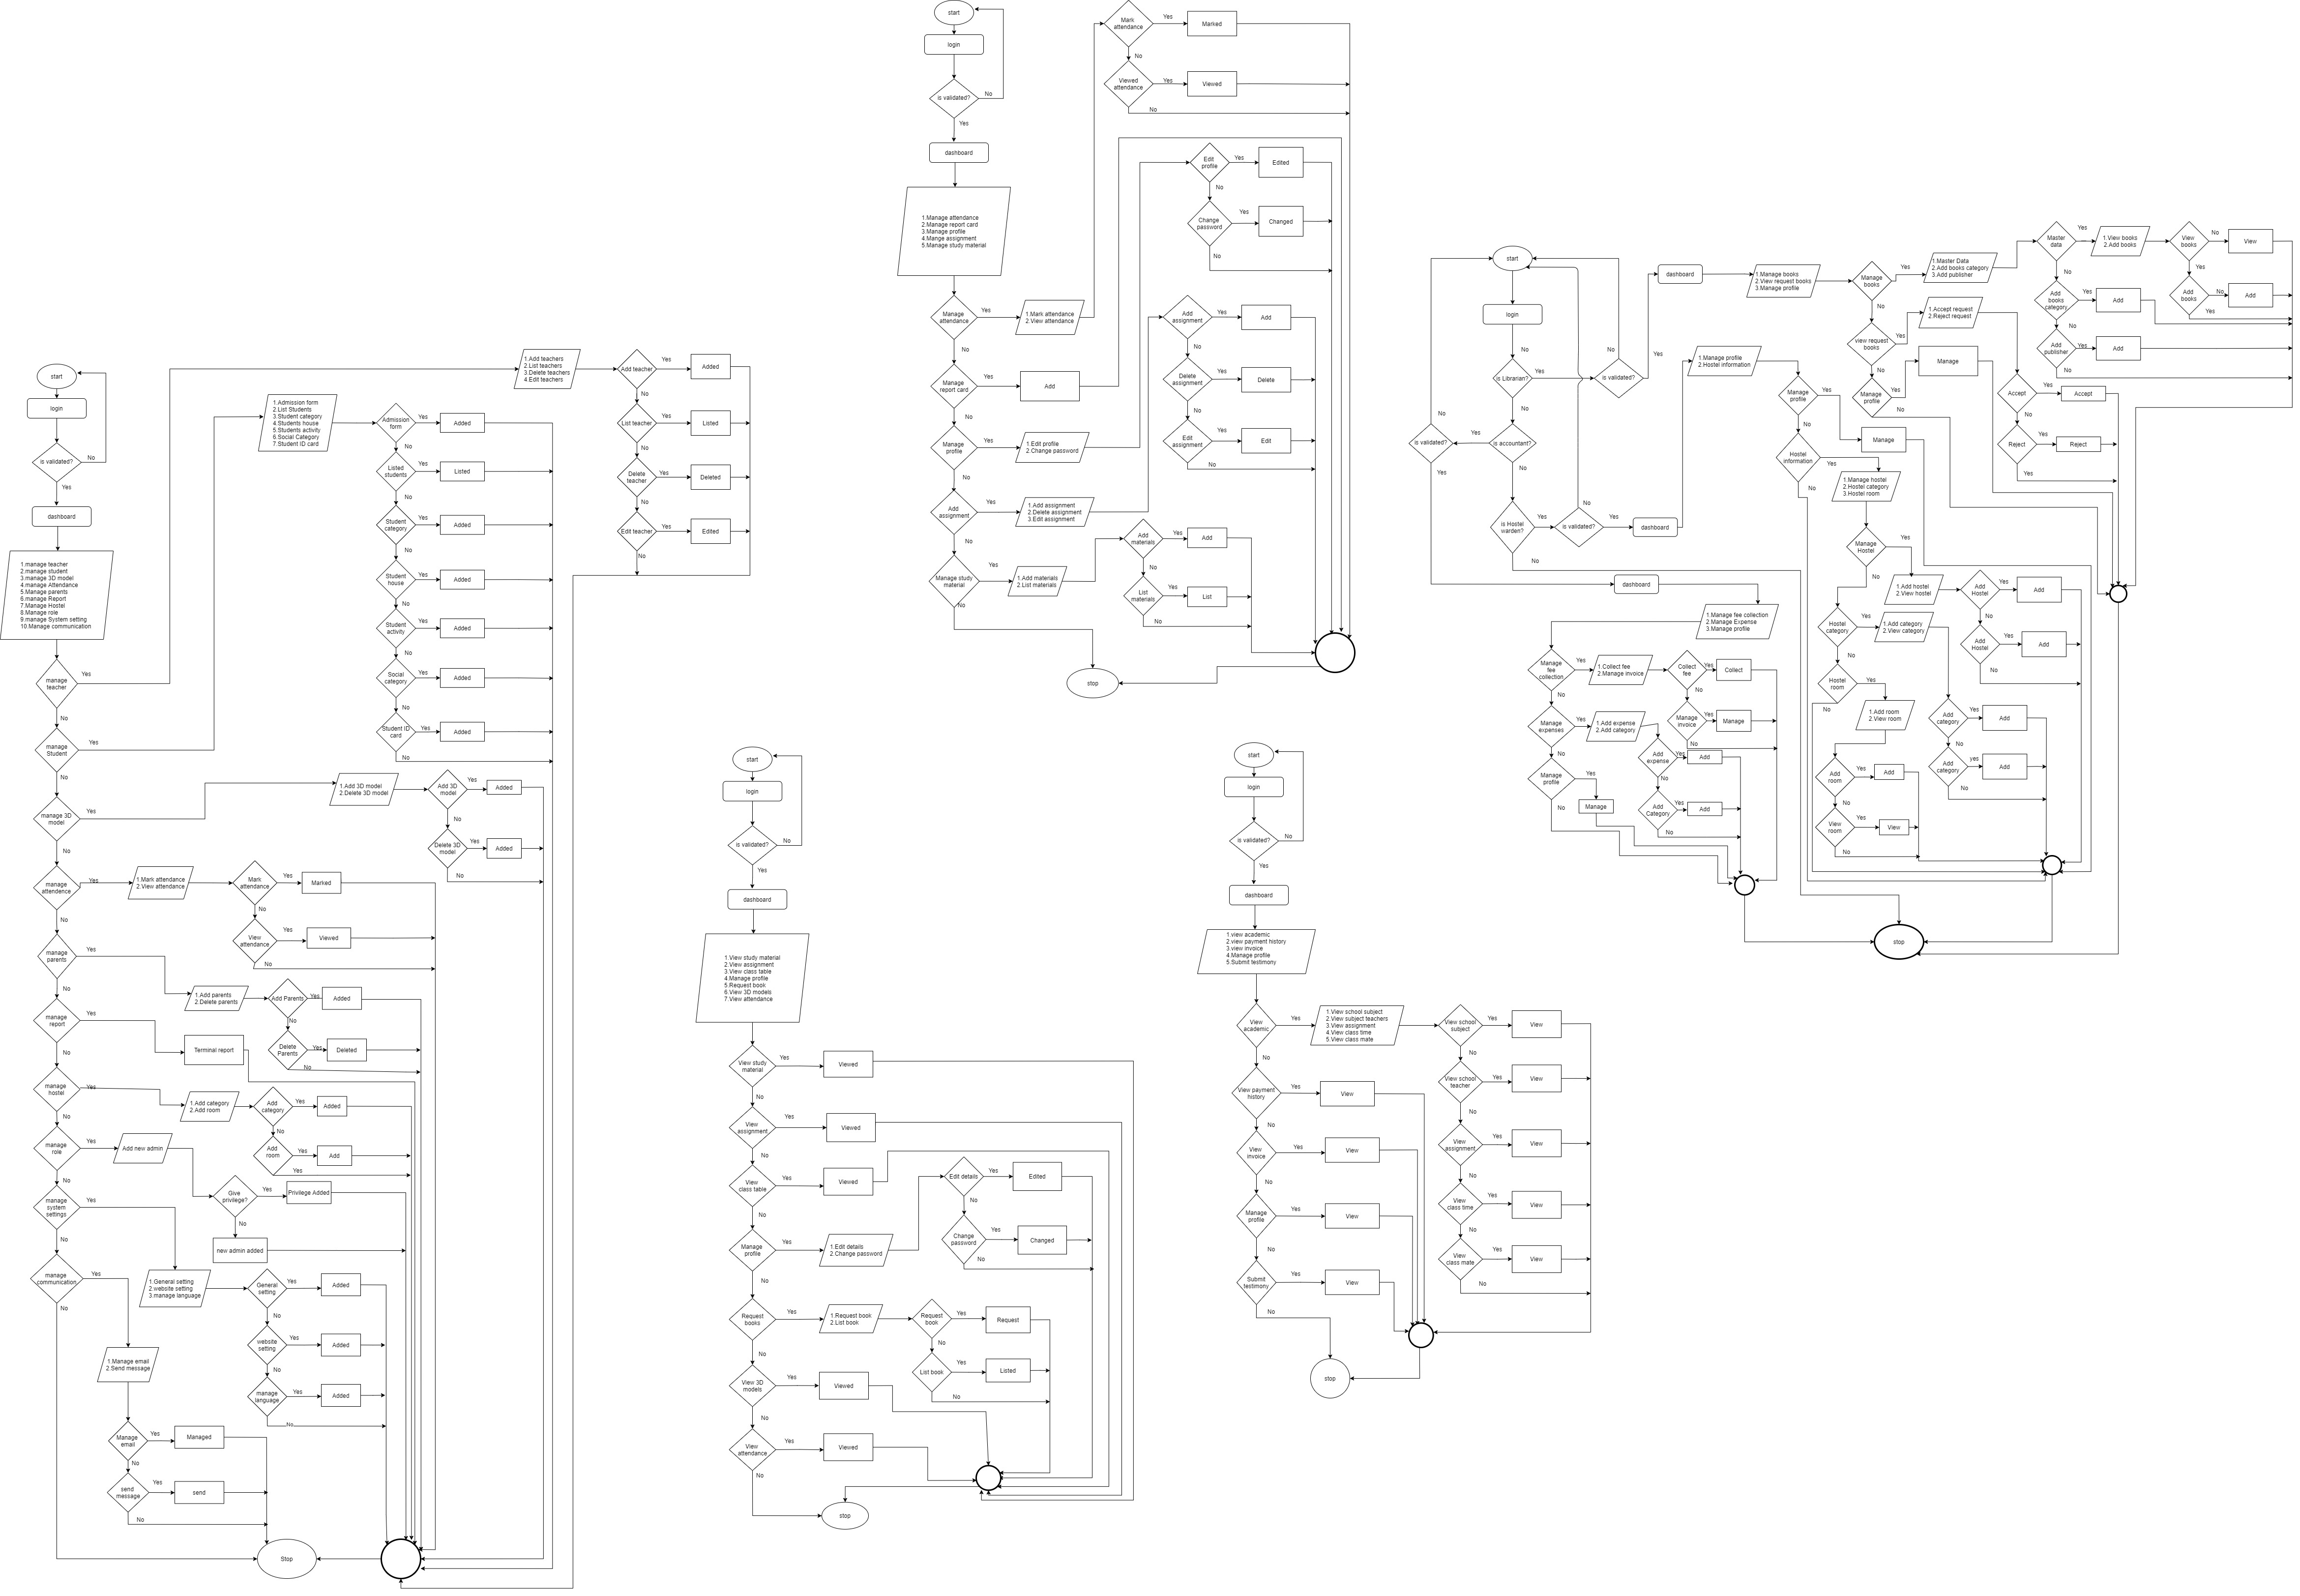 start
login
is validated?
No
Yes
dashboard
1.manage teacher
2.manage student
3.manage 3D model
4.manage Attendance
5.Manage parents
6.manage Report
7.Manage Hostel
8.Manage role
9.manage System setting
10.Manage communication
manage
teacher
Yes
No
manage
Student
Yes
No
manage 3D
model
Yes
No
manage
attendence
Yes
No
manage
parents
Yes
No
manage
report
Yes
No
manage
hostel
Yes
No
manage
role
Yes
No
manage
system
settings
Yes
No
manage
communication
Yes
No
1.Add teachers
2.List teachers
3.Delete teachers
4.Edit teachers
Add teacher
Yes
Added
No
List teacher
Yes
Listed
No
Delete
teacher
Yes
Deleted
No
Edit teacher
Yes
Edited
No
1.Admission form
2.List Students
3.Student category
4.Students house
5.Students activity
6.Social Category
7.Student ID card
Admission
form
Yes
Added
No
Listed
students
Yes
Listed
No
Student
category
Yes
Added
No
Student
house
Yes
Added
No
Student
activity
Yes
Added
No
Social
category
Yes
Added
No
Student ID
card
Yes
Added
No
1.Add 3D model
2.Delete 3D model
Add 3D
model
Yes
Added
No
Delete 3D
model
Yes
Added
No
1.Mark attendance
2.View attendance
Mark
attendance
Yes
Marked
No
View
attendance
Yes
Viewed
No
1.Add parents
2.Delete parents
Add Parents
Yes
Added
No
Delete
Parents
Yes
Deleted
No
Terminal report
1.Add category
2.Add room
Add
category
Yes
Added
No
Add
room
Yes
Add
Yes
Add new admin
Give
privilege?
Yes
Privilege Added
No
new admin added
1.General setting
2.website setting
3.manage language
General
setting
Yes
Added
No
website
setting
Yes
Added
No
manage
language
Yes
Added
No
1.Manage email
2.Send message
Manage
email
Yes
Managed
No
send
message
Yes
send
No
Stop
start
login
is validated?
No
Yes
dashboard
1.Manage attendance
2.Manage report card
3.Manage profile
4.Mange assignment
5.Manage study material
Manage
attendance
Yes
No
1.Mark attendance
2.View attendance
Mark
attendance
Yes
Marked
No
Viewed
attendance
Yes
Viewed
No
Manage
report card
Yes
Add
No
Manage
profile
Yes
No
1.Edit profile
2.Change password
Edit
profile
Yes
Edited
No
Change
password
Yes
Changed
No
Add
assignment
Yes
No
1.Add assignment
2.Delete assignment
3.Edit assignment
Add
assignment
Yes
Add
No
Delete
assignment
Yes
Delete
No
Edit
assignment
Yes
Edit
No
Manage study
material
Yes
No
1.Add materials
2.List materials
Add
materials
Yes
Add
No
List
materials
Yes
List
No
stop
start
login
is validated?
No
Yes
dashboard
1.View study material
2.View assignment
3.View class table
4.Manage profile
5.Request book
6.View 3D models
7.View attendance
View study
material
Yes
Viewed
No
View
assignment
Yes
Viewed
No
View
class table
Yes
Viewed
No
Manage
profile
Yes
No
1.Edit details
2.Change password
Edit details
Yes
Edited
No
Change
password
Yes
Changed
No
Request
books
Yes
No
1.Request book
2.List book
Request
book
Yes
Request
No
List book
Yes
Listed
No
View 3D
models
Yes
Viewed
No
View
attendance
Yes
Viewed
No
stop
start
login
is validated?
No
Yes
dashboard
1.view academic
2.view payment history
3.view invoice
4.Manage profile
5.Submit testimony
View
academic
Yes
No
1.View school subject
2.View subject teachers
3.View assignment
4.View class time
5.View class mate
View school
subject
Yes
View
No
View school
teacher
Yes
View
No
View
assignment
Yes
View
No
View
class time
Yes
View
No
View
class mate
Yes
View
No
View payment
history
Yes
View
No
View
invoice
Yes
View
No
Manage
profile
Yes
View
No
Submit
testimony
Yes
View
No
stop
start
login
No
is Librarian?
Yes
is validated?
No
Yes
No
is accountant?
Yes
is validated?
No
Yes
No
is Hostel
warden?
Yes
is validated?
No
Yes
No
dashboard
1.Manage books
2.View request books
3.Manage profile
Manage
books
Yes
No
1.Master Data
2.Add books category
3.Add publisher
Master
data
Yes
No
1.View books
2.Add books
View
books
No
View
Yes
Add
books
No
Add
Yes
Add
books
category
Yes
Add
No
Add
publisher
Yes
Add
No
view request
books
Yes
No
1.Accept request
2.Reject request
Accept
Yes
Accept
No
Reject
Yes
Reject
Yes
Manage
profile
Yes
Manage
No
dashboard
1.Manage profile
2.Hostel information
Manage
profile
Yes
Manage
No
Hostel
information
Yes
No
1.Manage hostel
2.Hostel category
3.Hostel room
Manage
Hostel
Yes
No
1.Add hostel
2.View hostel
Add
Hostel
Yes
Add
No
Add
Hostel
Yes
Add
No
Hostel
category
Yes
No
1.Add category
2.View category
Add
category
Yes
Add
No
Add
category
yes
Add
No
Hostel
room
Yes
No
1.Add room
2.View room
Add
room
Yes
Add
No
View
room
Yes
View
No
dashboard
1.Manage fee collection
2.Manage Expense
3.Manage profile
Manage
fee
collection
Yes
No
1.Collect fee
2.Manage invoice
Collect
fee
Yes
Collect
No
Manage
invoice
Yes
Manage
No
Manage
expenses
Yes
No
1.Add expense
2.Add category
Add
expense
Yes
Add
No
Add
Category
Yes
Add
No
Manage
profile
Yes
Manage
No
stop